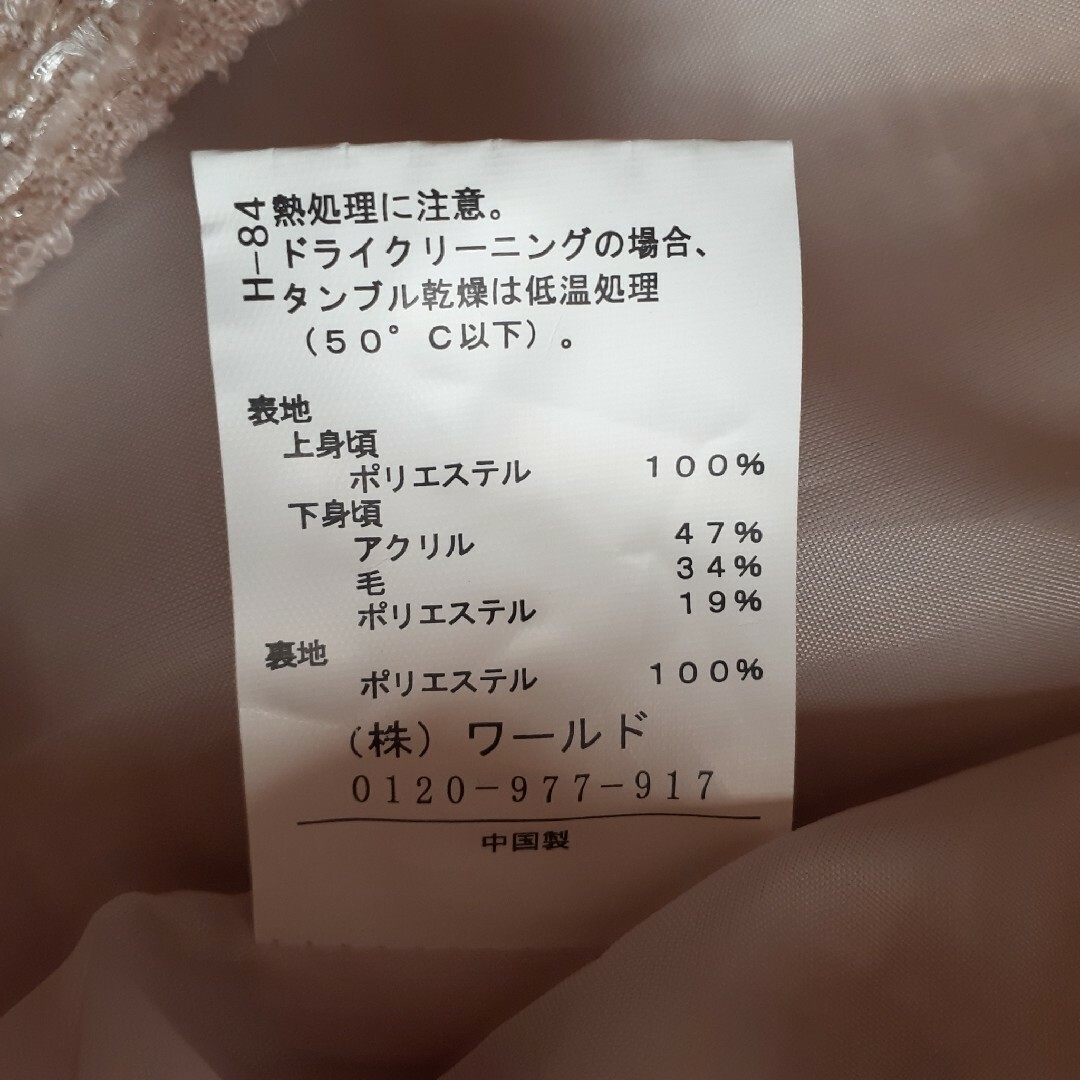 H-84
熱処理に注意。
ドライクリーニングの場合、
タンブル乾燥は低温処理
（５０°Ｃ以下）。
表地
上身頃
ポリエステル １００％
下身頃
アクリル ４７％
毛 ３４％
ポリエステル １９％
裏地
ポリエステル １００％
（株）ワールド
0120-977-917
中国製